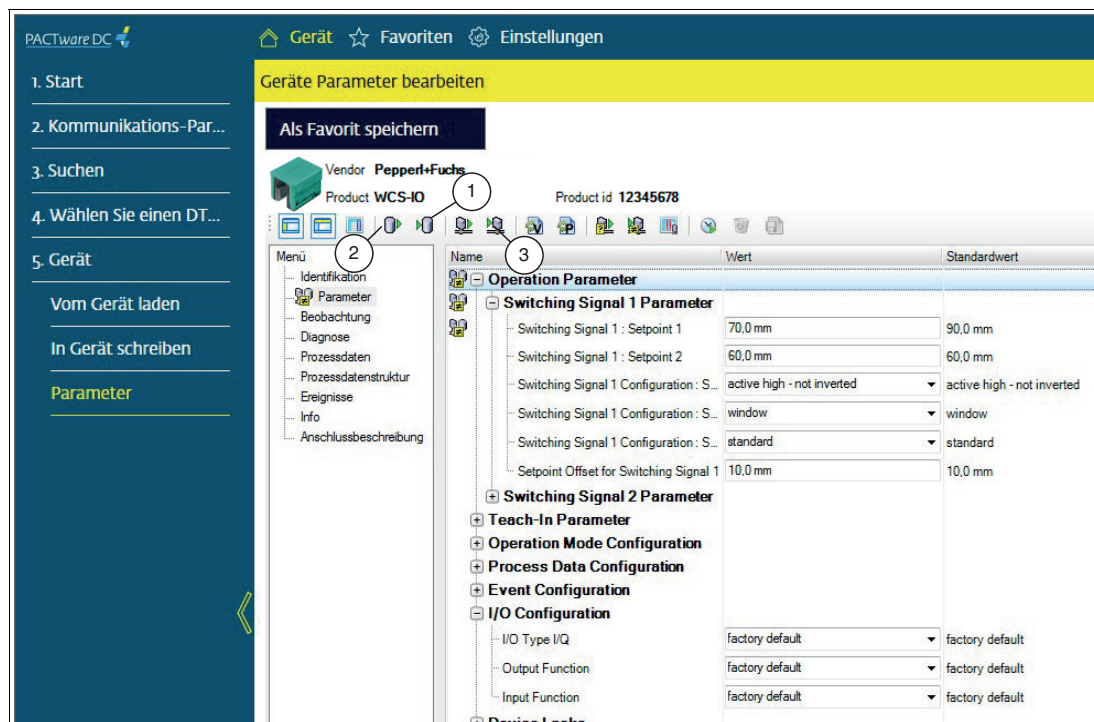 PACTware DC
Gerät Favoriten Einstellungen
1. Start
2. Kommunikations-Par...
3. Suchen
4. Wählen Sie einen DT...
5. Gerät
Vom Gerät laden
In Gerät schreiben
Parameter
Geräte Parameter bearbeiten
Als Favorit speichern
Vendor Pepperl+Fuchs
Product WCS-IO Product id 12345678
1
2
3
Menü
Identifikation
Parameter
Beobachtung
Diagnose
Prozessdaten
Prozessdatenstruktur
Ereignisse
Info
Anschlussbeschreibung
Name Wert Standardwert
Operation Parameter
Switching Signal 1 Parameter
Switching Signal 1 : Setpoint 1 70,0 mm 90,0 mm
Switching Signal 1 : Setpoint 2 60,0 mm 60,0 mm
Switching Signal 1 Configuration : S... active high - not inverted active high - not inverted
Switching Signal 1 Configuration : S... window window
Switching Signal 1 Configuration : S... standard standard
Setpoint Offset for Switching Signal 1 10,0 mm 10,0 mm
Switching Signal 2 Parameter
Teach-In Parameter
Operation Mode Configuration
Process Data Configuration
Event Configuration
I/O Configuration
I/O Type I/Q factory default factory default
Output Function factory default factory default
Input Function factory default factory default
Device Locks